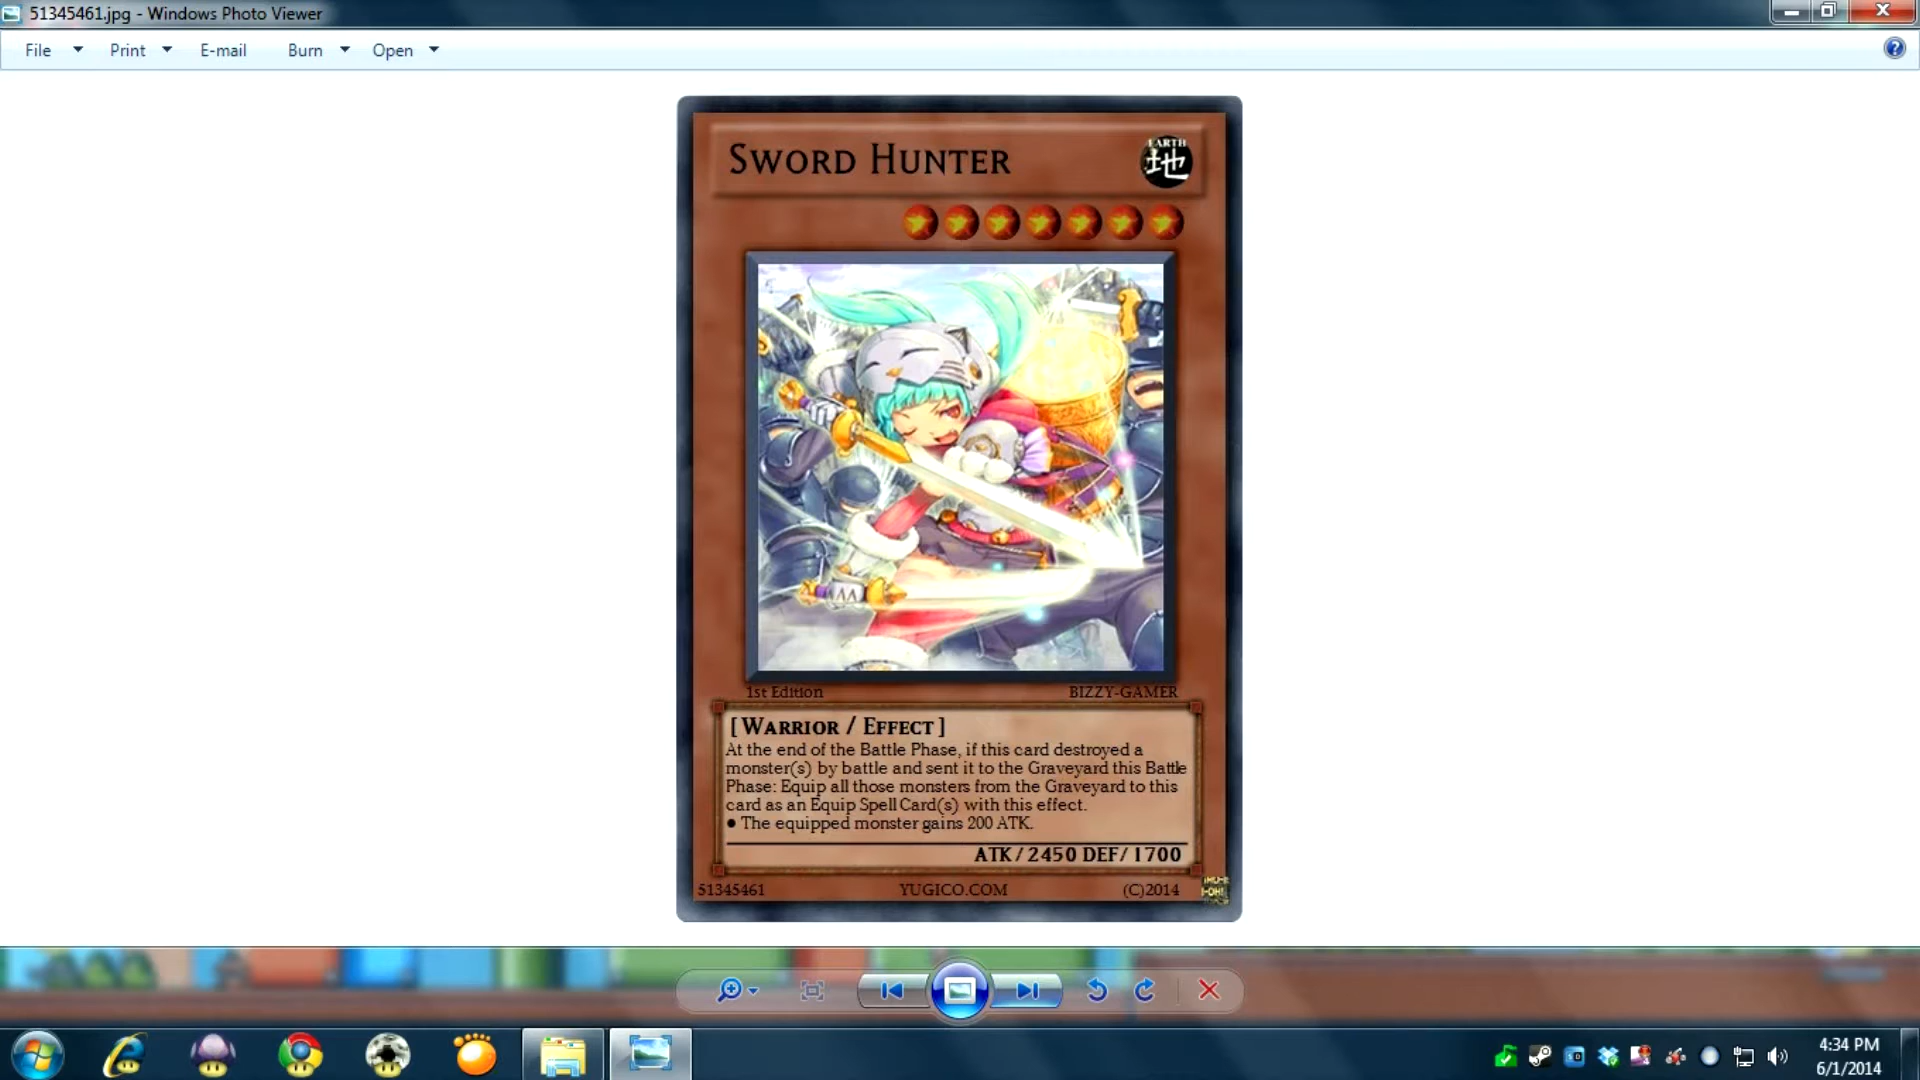 51345461.jpg - Windows Photo Viewer
File Print E-mail Burn Open
SWORD HUNTER
EARTH
地
1st Edition BIZZY-GAMER
[WARRIOR / EFFECT]
At the end of the Battle Phase, if this card destroyed a
monster(s) by battle and sent it to the Graveyard this Battle
Phase: Equip all those monsters from the Graveyard to this
card as an Equip Spell Card(s) with this effect.
● The equipped monster gains 200 ATK.
ATK/2450 DEF/1700
51345461 YUGICO.COM (C)2014
4:34 PM
6/1/2014